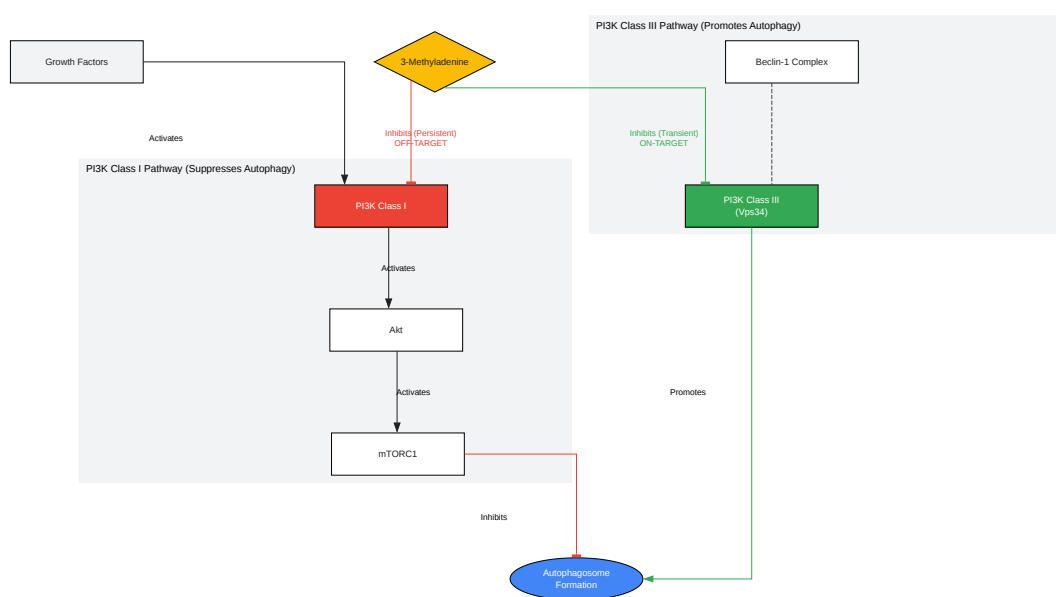 PI3K Class III Pathway (Promotes Autophagy)
Growth Factors
3-Methyladenine
Beclin-1 Complex
Activates
Inhibits (Persistent)
OFF-TARGET
Inhibits (Transient)
ON-TARGET
PI3K Class I Pathway (Suppresses Autophagy)
PI3K Class I
PI3K Class III
(Vps34)
Activates
Akt
Activates
Promotes
mTORC1
Inhibits
Autophagosome
Formation